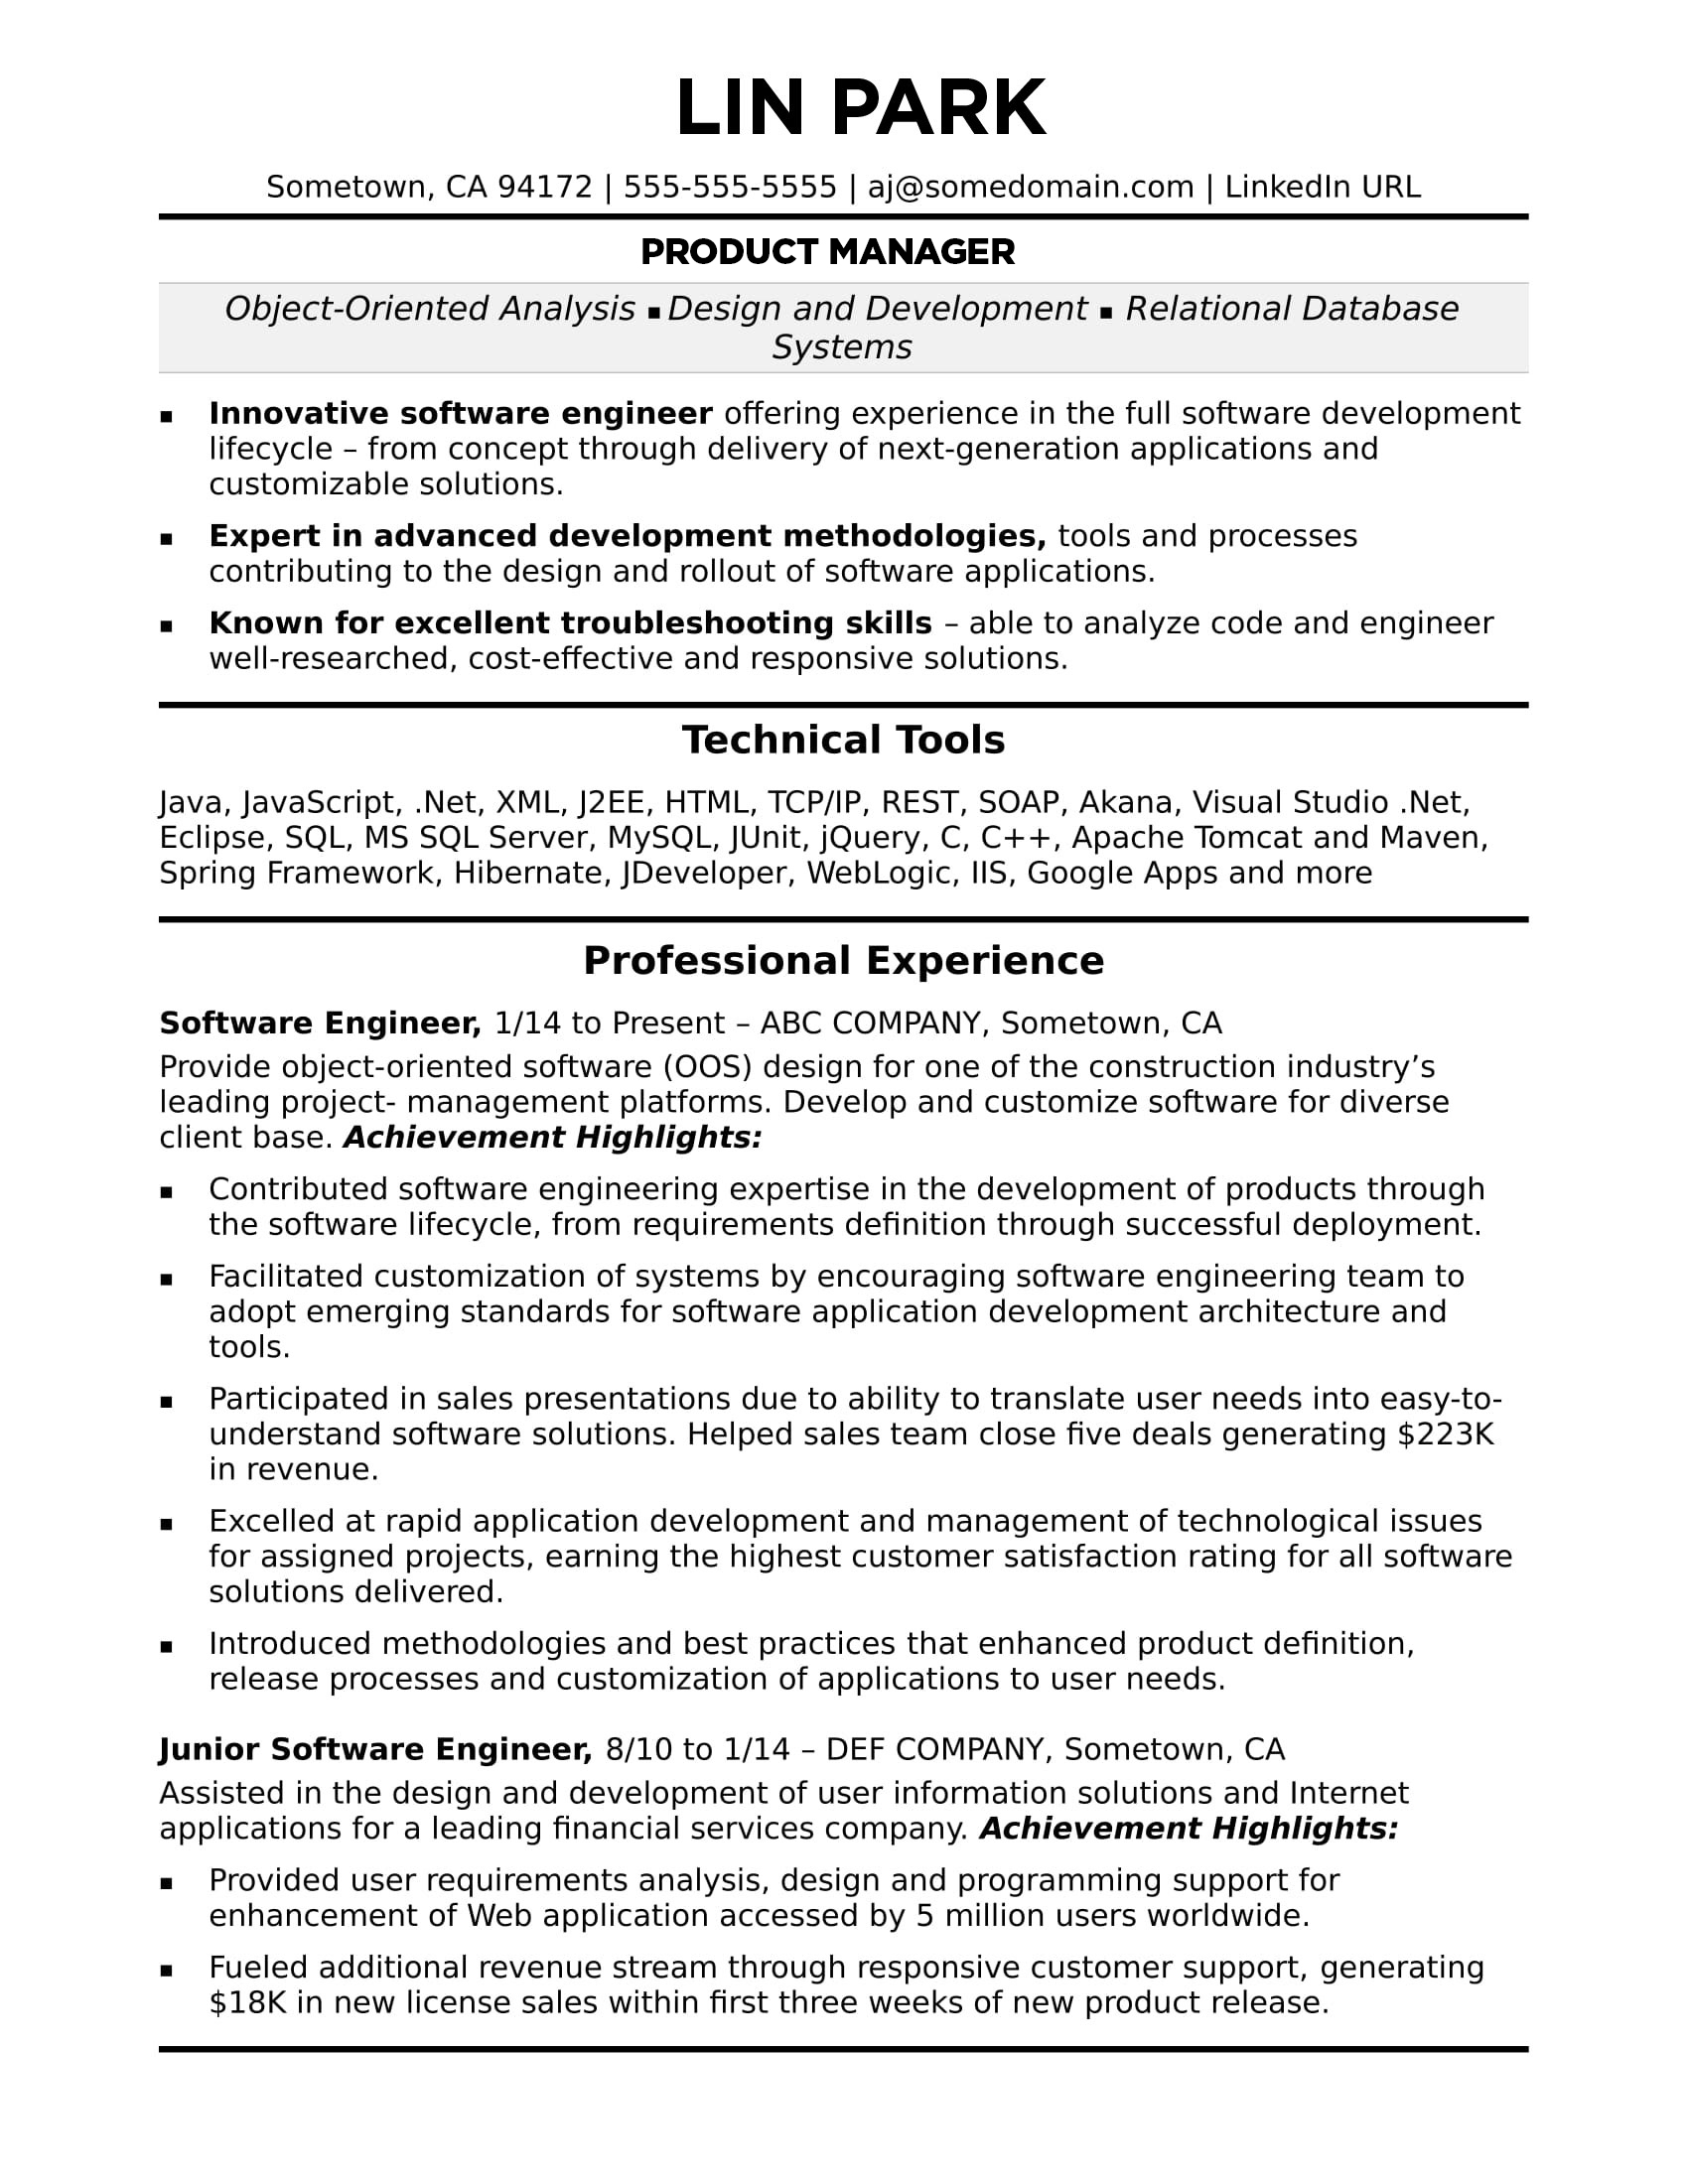 LIN PARK
Sometown, CA 94172 | 555-555-5555 | aj@somedomain.com | LinkedIn URL
PRODUCT MANAGER
Object-Oriented Analysis ▪ Design and Development ▪ Relational Database
Systems
▪ Innovative software engineer offering experience in the full software development
lifecycle – from concept through delivery of next-generation applications and
customizable solutions.
▪ Expert in advanced development methodologies, tools and processes
contributing to the design and rollout of software applications.
▪ Known for excellent troubleshooting skills – able to analyze code and engineer
well-researched, cost-effective and responsive solutions.
Technical Tools
Java, JavaScript, .Net, XML, J2EE, HTML, TCP/IP, REST, SOAP, Akana, Visual Studio .Net,
Eclipse, SQL, MS SQL Server, MySQL, JUnit, jQuery, C, C++, Apache Tomcat and Maven,
Spring Framework, Hibernate, JDeveloper, WebLogic, IIS, Google Apps and more
Professional Experience
Software Engineer, 1/14 to Present – ABC COMPANY, Sometown, CA
Provide object-oriented software (OOS) design for one of the construction industry’s
leading project- management platforms. Develop and customize software for diverse
client base. Achievement Highlights:
▪ Contributed software engineering expertise in the development of products through
the software lifecycle, from requirements definition through successful deployment.
▪ Facilitated customization of systems by encouraging software engineering team to
adopt emerging standards for software application development architecture and
tools.
▪ Participated in sales presentations due to ability to translate user needs into easy-to-
understand software solutions. Helped sales team close five deals generating $223K
in revenue.
▪ Excelled at rapid application development and management of technological issues
for assigned projects, earning the highest customer satisfaction rating for all software
solutions delivered.
▪ Introduced methodologies and best practices that enhanced product definition,
release processes and customization of applications to user needs.
Junior Software Engineer, 8/10 to 1/14 – DEF COMPANY, Sometown, CA
Assisted in the design and development of user information solutions and Internet
applications for a leading financial services company. Achievement Highlights:
▪ Provided user requirements analysis, design and programming support for
enhancement of Web application accessed by 5 million users worldwide.
▪ Fueled additional revenue stream through responsive customer support, generating
$18K in new license sales within first three weeks of new product release.